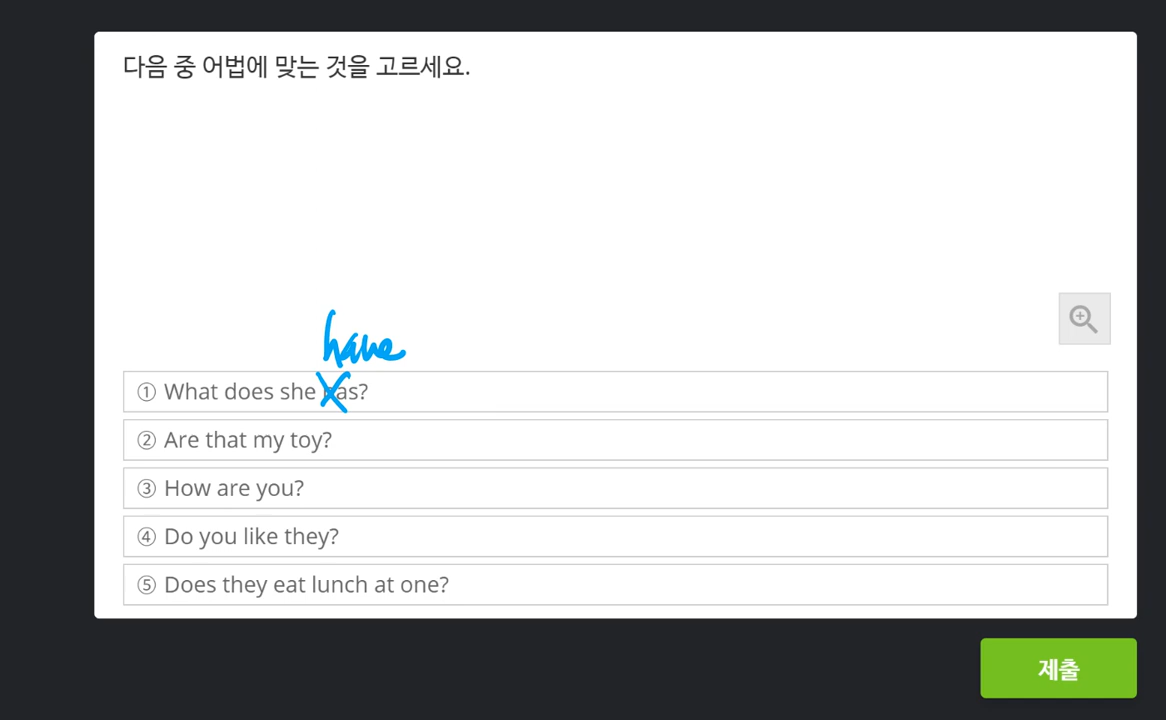 다음 중 어법에 맞는 것을 고르세요.
have
① What does she has?
② Are that my toy?
③ How are you?
④ Do you like they?
⑤ Does they eat lunch at one?
제출